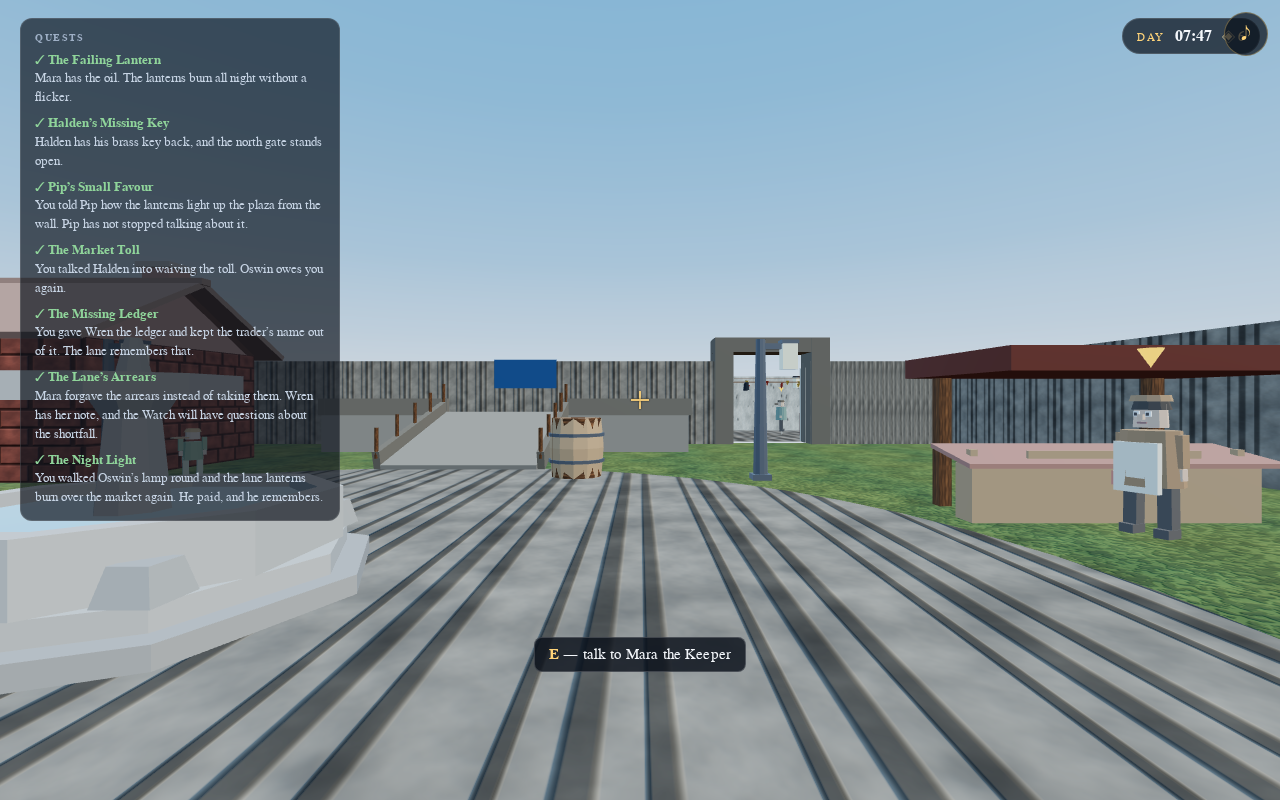 QUESTS
✓ The Failing Lantern
Mara has the oil. The lanterns burn all night without a
flicker.
✓ Halden’s Missing Key
Halden has his brass key back, and the north gate stands
open.
✓ Pip’s Small Favour
You told Pip how the lanterns light up the plaza from the
wall. Pip has not stopped talking about it.
✓ The Market Toll
You talked Halden into waiving the toll. Oswin owes you
again.
✓ The Missing Ledger
You gave Wren the ledger and kept the trader’s name out
of it. The lane remembers that.
✓ The Lane’s Arrears
Mara forgave the arrears instead of taking them. Wren
has her note, and the Watch will have questions about
the shortfall.
✓ The Night Light
You walked Oswin’s lamp round and the lane lanterns
burn over the market again. He paid, and he remembers.
DAY 07:47
E — talk to Mara the Keeper